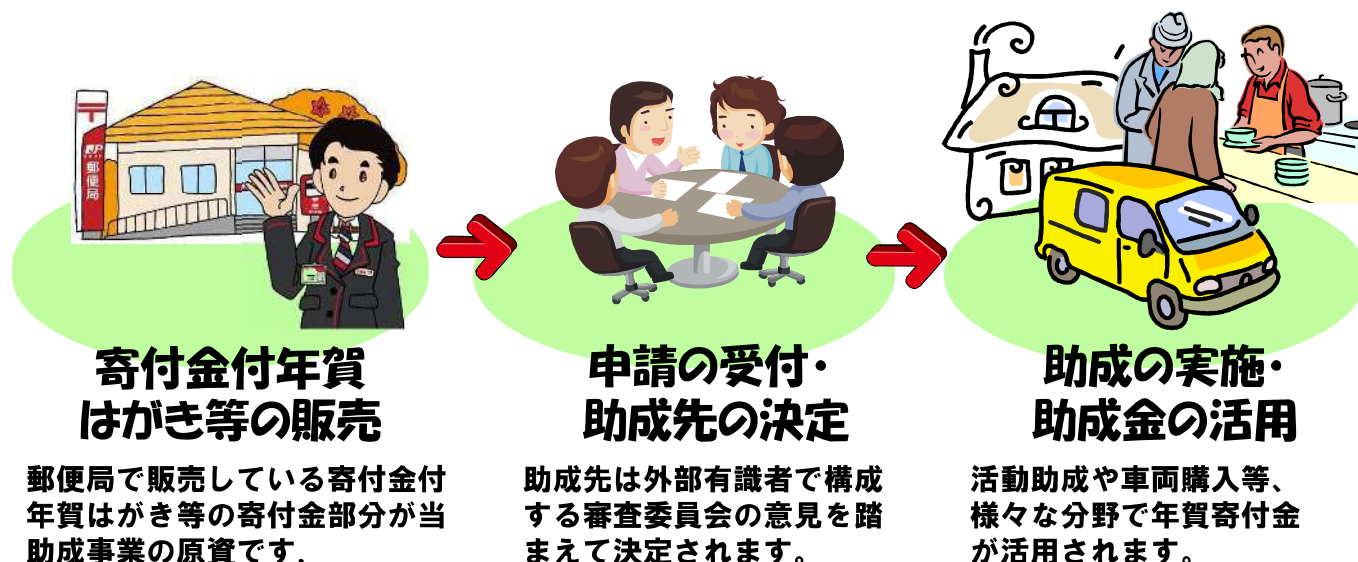 〒
JP
郵便局
寄付金付年賀
はがき等の販売
郵便局で販売している寄付金付
年賀はがき等の寄付金部分が当
助成事業の原資です.
申請の受付・
助成先の決定
助成先は外部有識者で構成
する審査委員会の意見を踏
まえて決定されます。
助成の実施・
助成金の活用
活動助成や車両購入等、
様々な分野で年賀寄付金
が活用されます。